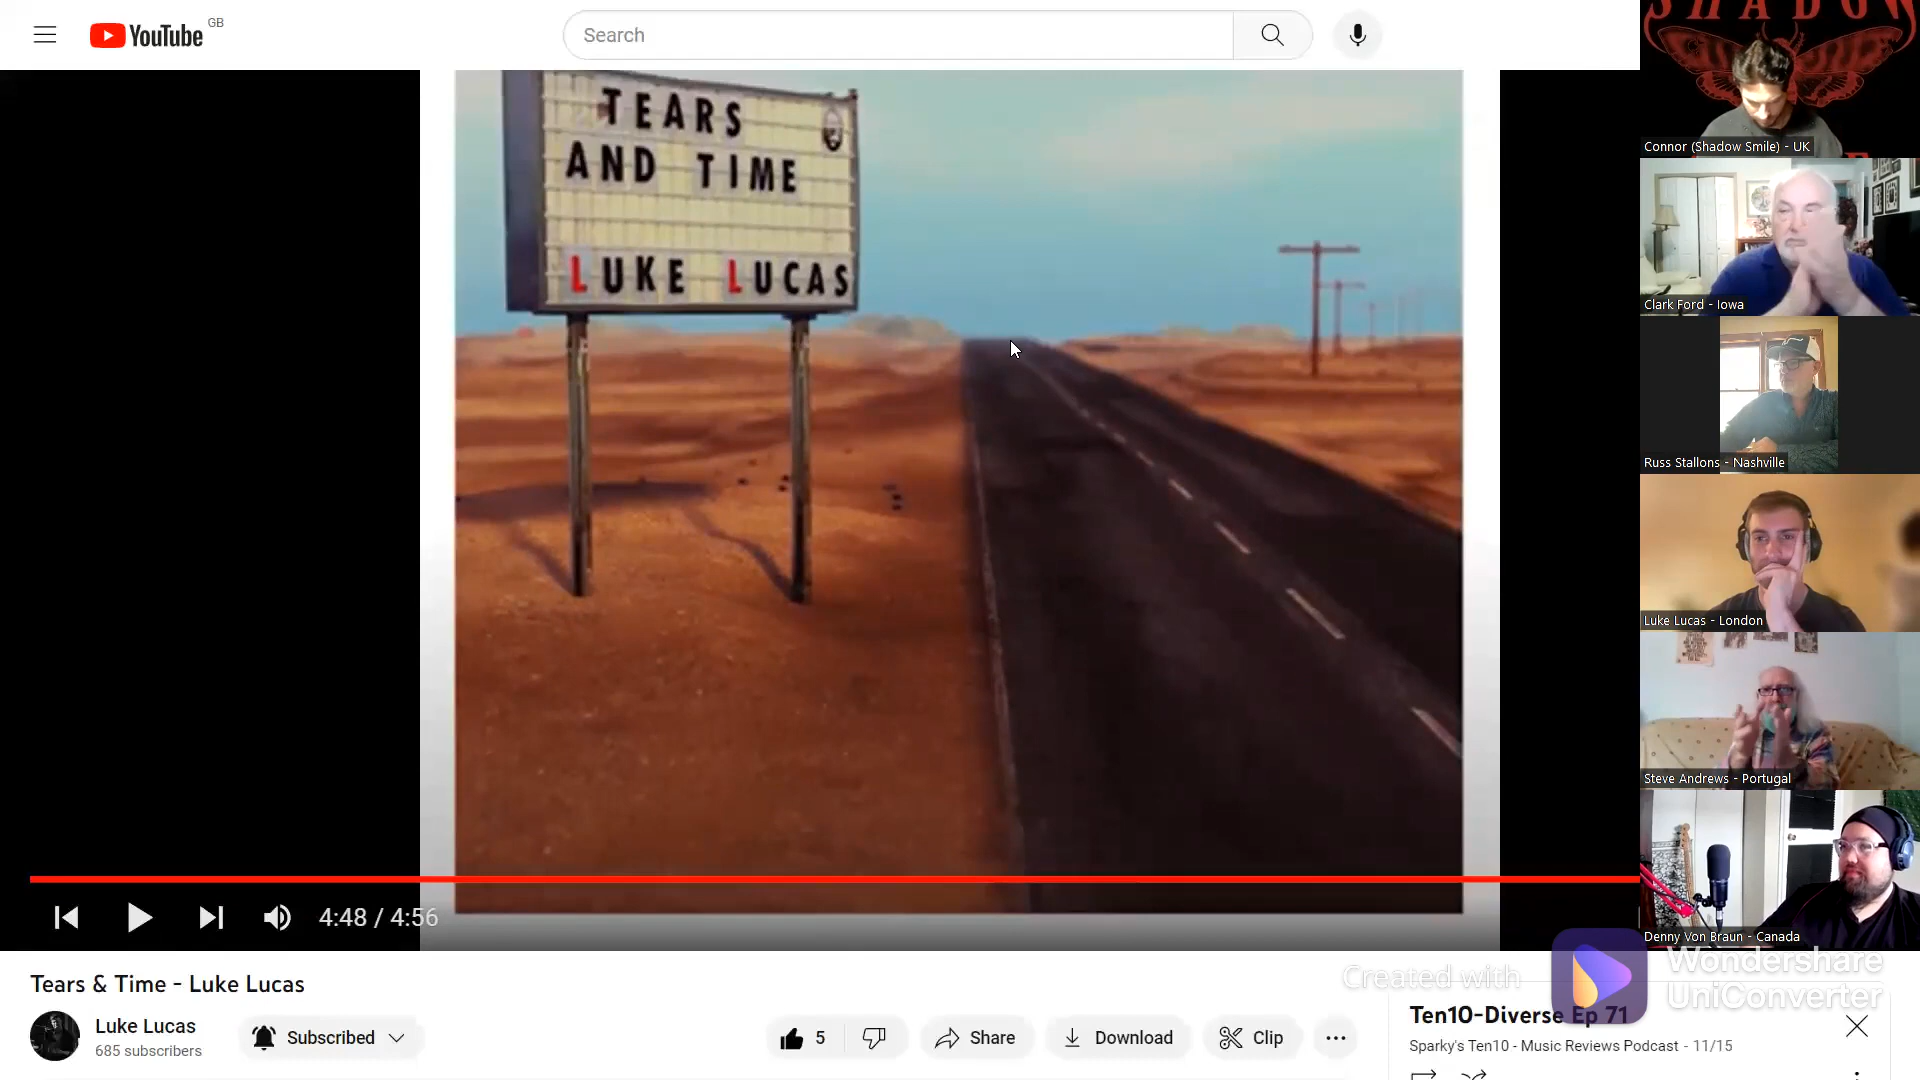 YouTube GB
Search
SHADOW
TEARS
AND TIME
LUKE LUCAS
Connor (Shadow Smile) - UK
Clark Ford - Iowa
Russ Stallons - Nashville
Luke Lucas - London
Steve Andrews - Portugal
Denny Von Braun - Canada
4:48 / 4:56
Created with
Wondershare
UniConverter
Tears & Time - Luke Lucas
Luke Lucas
685 subscribers
Subscribed
5
Share
Download
Clip
Ten10-Diverse Ep 71
Sparky's Ten10 - Music Reviews Podcast - 11/15